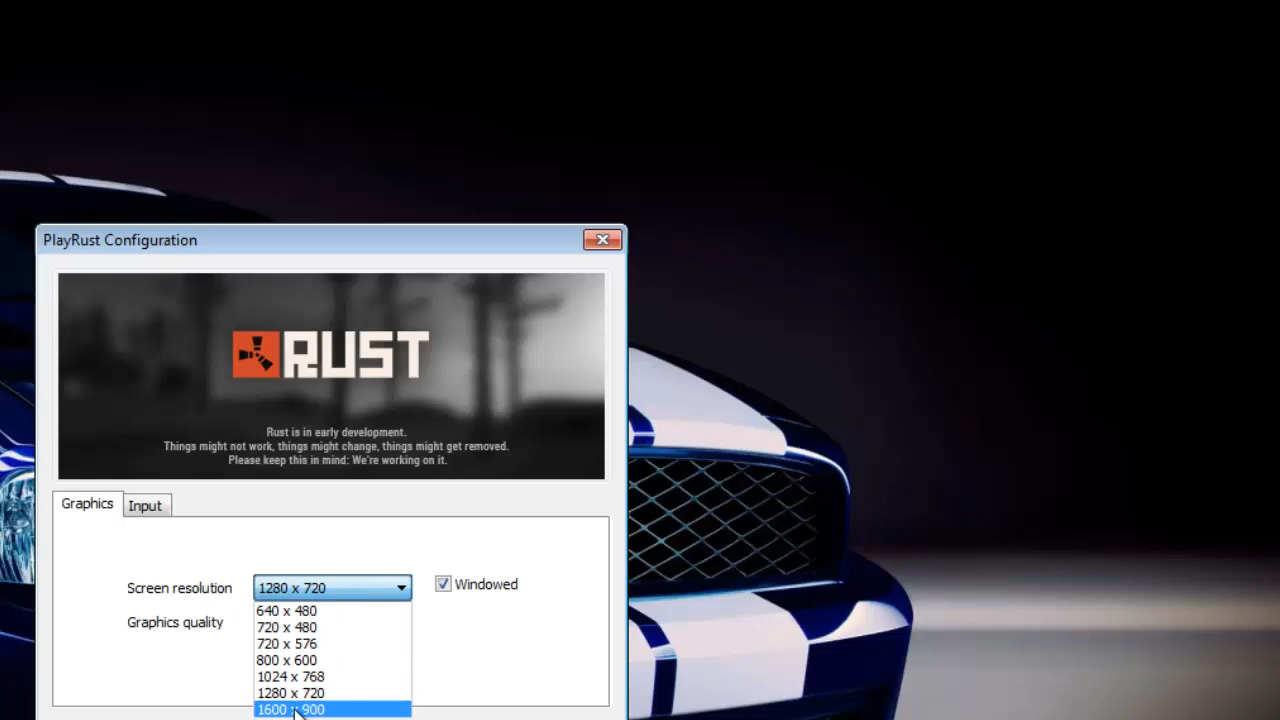 PlayRust Configuration
RUST
Rust is in early development.
Things might not work, things might change, things might get removed.
Please keep this in mind: We're working on it.
Graphics
Input
Screen resolution
1280 x 720
Windowed
640 x 480
Graphics quality
720 x 480
720 x 576
800 x 600
1024 x 768
1280 x 720
1600 x 900